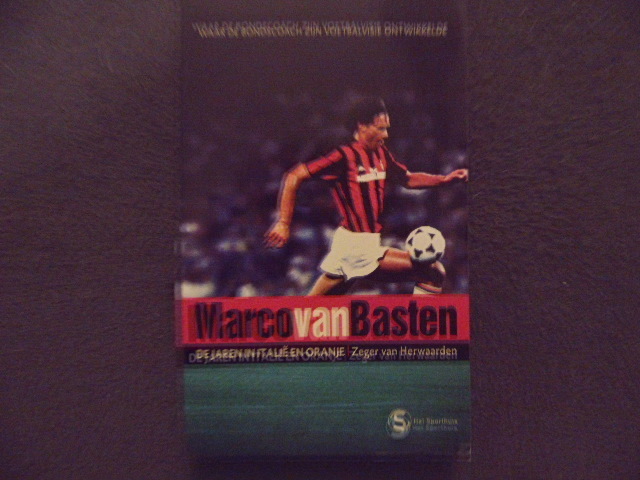 WAAR DE BONDSCOACH ZIJN VOETBALVISIE ONTWIKKELDE
Marco van Basten
DE JAREN IN ITALIË EN ORANJE | Zeger van Herwaarden
S
Het Sporthuis